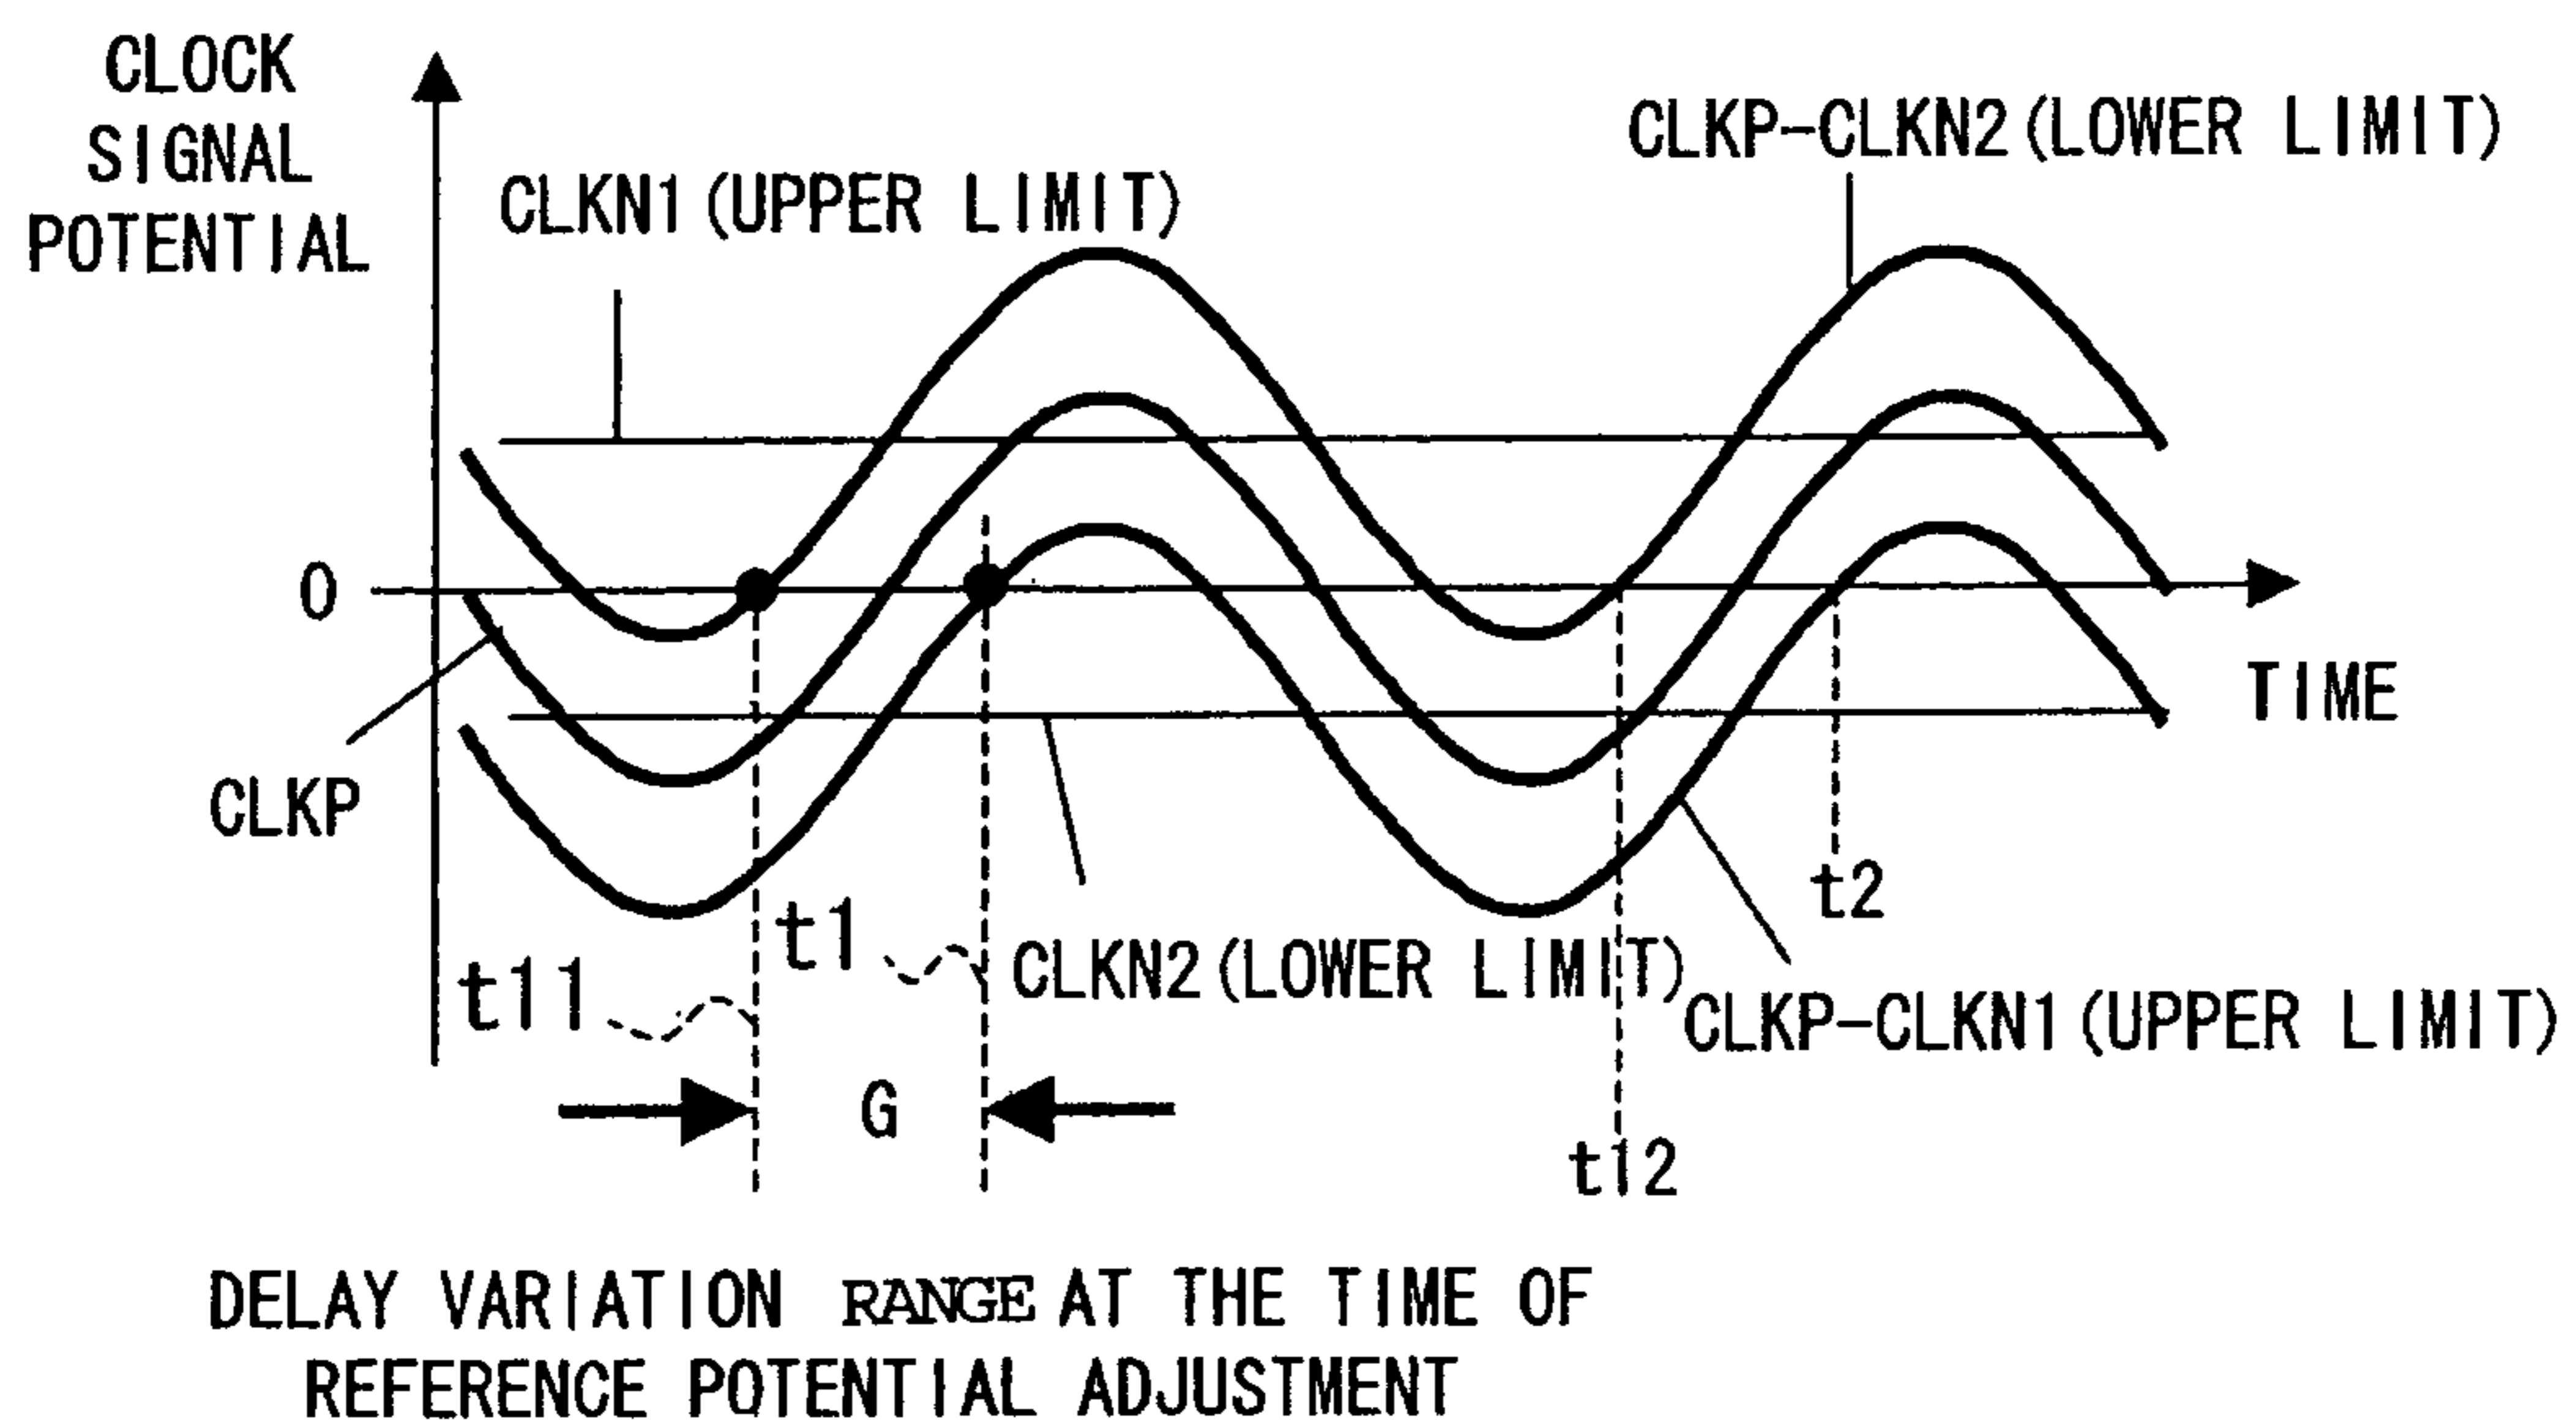 CLOCK
SIGNAL
POTENTIAL
CLKN1(UPPER LIMIT)
CLKP-CLKN2(LOWER LIMIT)
0
TIME
CLKP
t2
t1
t11
CLKN2(LOWER LIMIT)
CLKP-CLKN1(UPPER LIMIT)
G
t12
DELAY VARIATION RANGE AT THE TIME OF
REFERENCE POTENTIAL ADJUSTMENT